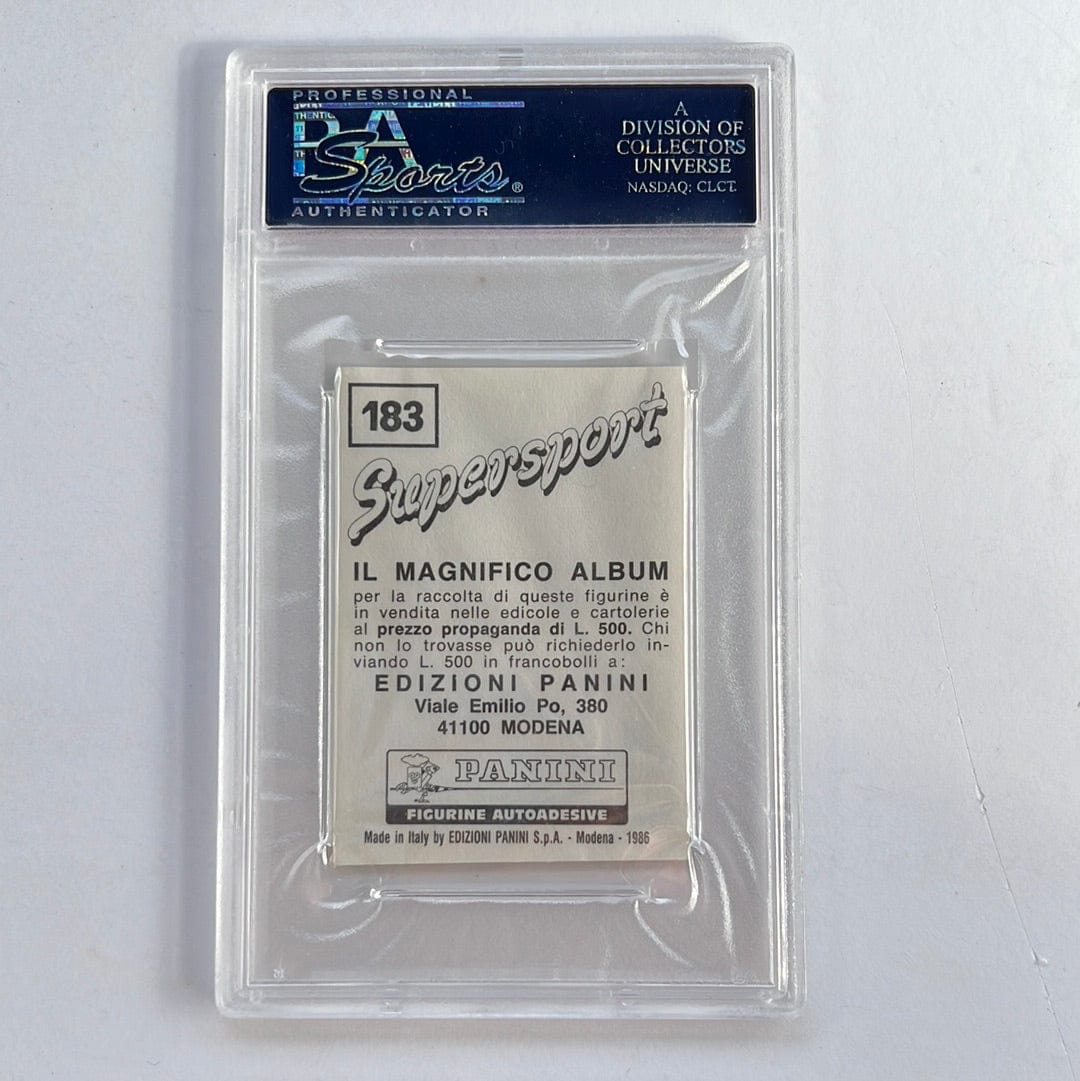 PROFESSIONAL
PSA
Sports®
AUTHENTICATOR
A
DIVISION OF
COLLECTORS
UNIVERSE
NASDAQ: CLCT
183
Supersport
IL MAGNIFICO ALBUM
per la raccolta di queste figurine è
in vendita nelle edicole e cartolerie
al prezzo propaganda di L. 500. Chi
non lo trovasse può richiederlo in-
viando L. 500 in francobolli a:
EDIZIONI PANINI
Viale Emilio Po, 380
41100 MODENA
PANINI
FIGURINE AUTOADESIVE
Made in Italy by EDIZIONI PANINI S.p.A. - Modena - 1986